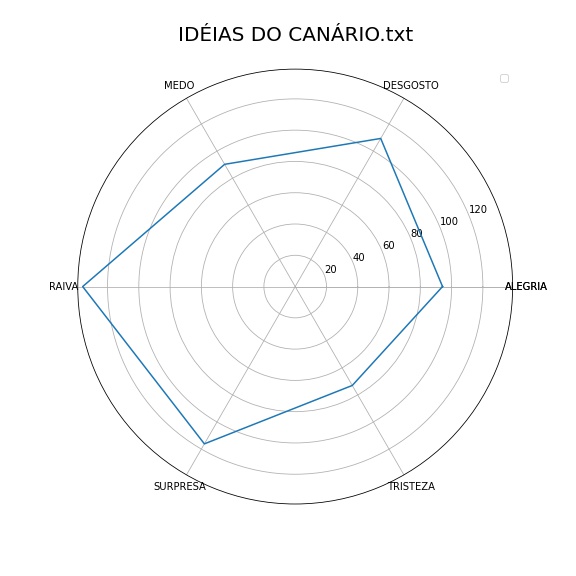 IDÉIAS DO CANÁRIO.txt
MEDO
DESGOSTO
120
100
80
60
40
20
RAIVA
ALEGRIA
SURPRESA
TRISTEZA